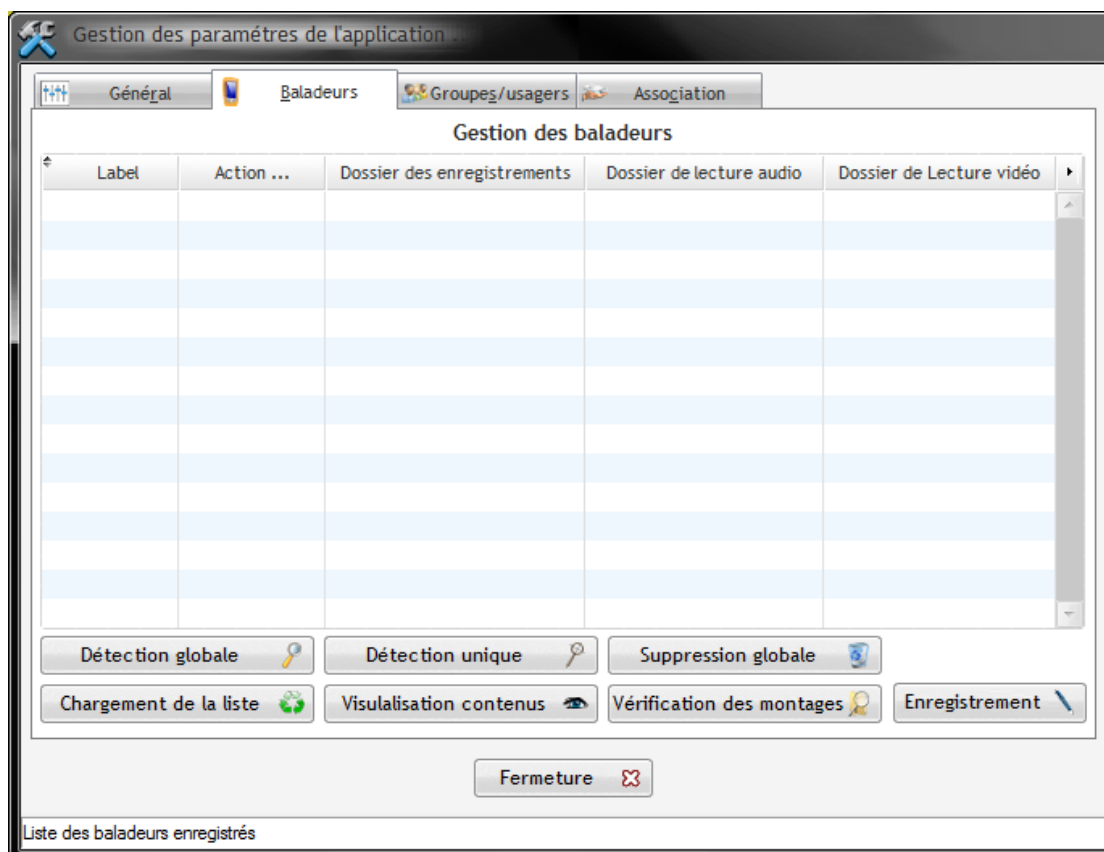 Gestion des paramétres de l'application ...
Général
Baladeurs
Groupes/usagers
Association
Gestion des baladeurs
Label
Action ...
Dossier des enregistrements
Dossier de lecture audio
Dossier de Lecture vidéo
Détection globale
Détection unique
Suppression globale
Chargement de la liste
Visulalisation contenus
Vérification des montages
Enregistrement
Fermeture
Liste des baladeurs enregistrés